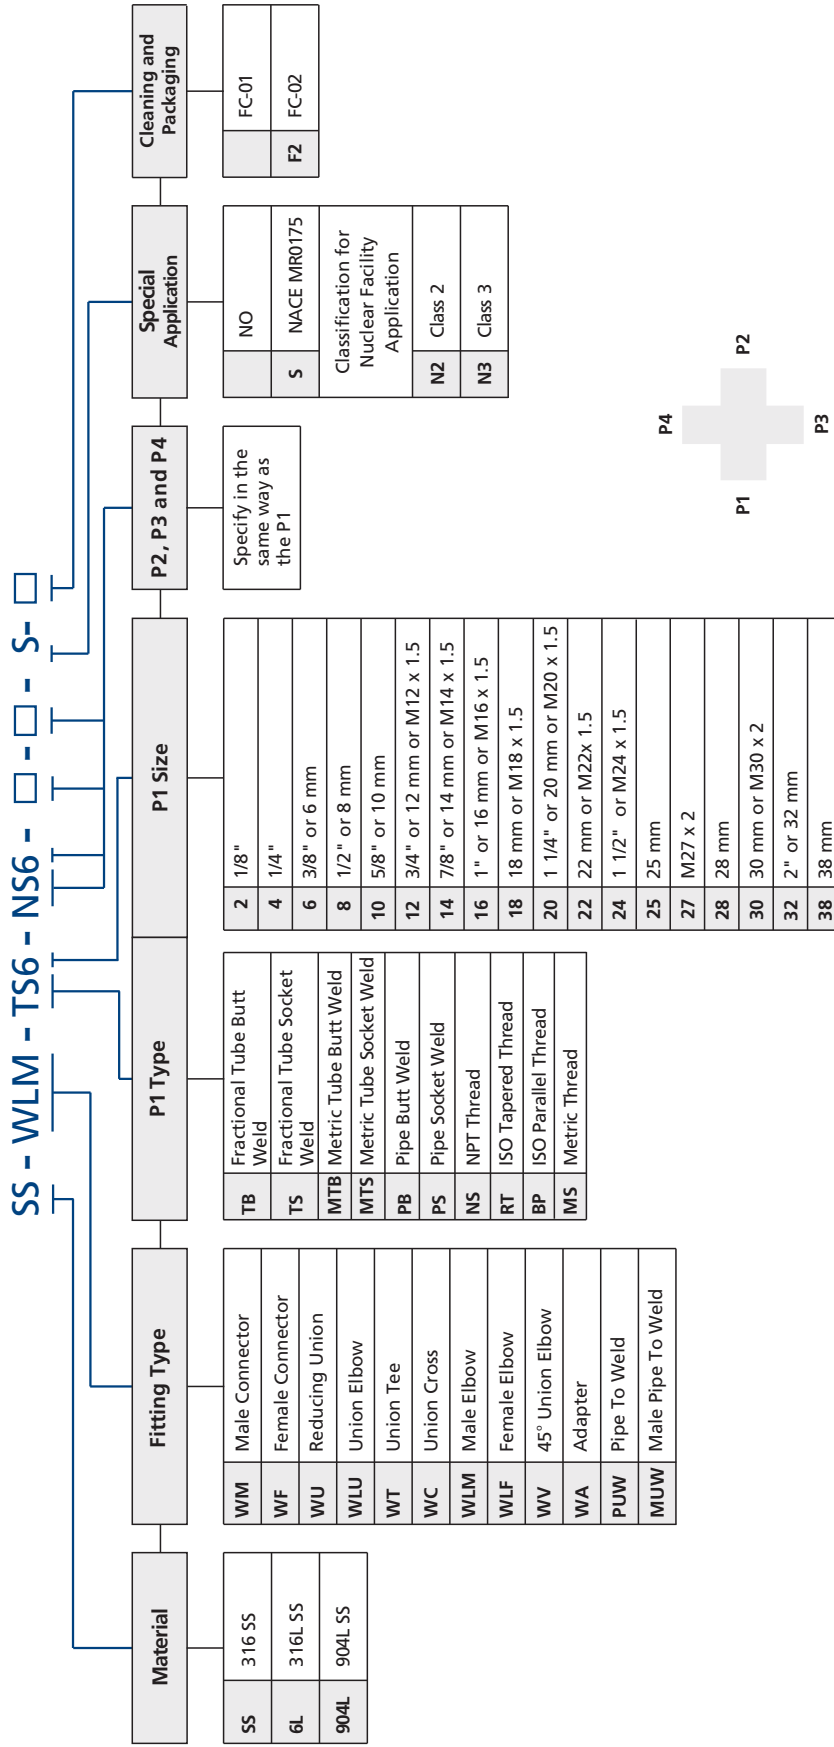 SS - WLM - TS6 - NS6 - □ - □ - S- □
Material
SS 316 SS
6L 316L SS
904L 904L SS
Fitting Type
WM Male Connector
WF Female Connector
WU Reducing Union
WLU Union Elbow
WT Union Tee
WC Union Cross
WLM Male Elbow
WLF Female Elbow
WV 45° Union Elbow
WA Adapter
PUW Pipe To Weld
MUW Male Pipe To Weld
P1 Type
TB Fractional Tube Butt
Weld
TS Fractional Tube Socket
Weld
MTB Metric Tube Butt Weld
MTS Metric Tube Socket Weld
PB Pipe Butt Weld
PS Pipe Socket Weld
NS NPT Thread
RT ISO Tapered Thread
BP ISO Parallel Thread
MS Metric Thread
P1 Size
2 1/8"
4 1/4"
6 3/8" or 6 mm
8 1/2" or 8 mm
10 5/8" or 10 mm
12 3/4" or 12 mm or M12 x 1.5
14 7/8" or 14 mm or M14 x 1.5
16 1" or 16 mm or M16 x 1.5
18 18 mm or M18 x 1.5
20 1 1/4" or 20 mm or M20 x 1.5
22 22 mm or M22x 1.5
24 1 1/2" or M24 x 1.5
25 25 mm
27 M27 x 2
28 28 mm
30 30 mm or M30 x 2
32 2" or 32 mm
38 38 mm
P2, P3 and P4
Specify in the
same way as
the P1
Special
Application
NO
S NACE MR0175
Classification for
Nuclear Facility
Application
N2 Class 2
N3 Class 3
Cleaning and
Packaging
FC-01
F2 FC-02
P4
P1
P2
P3